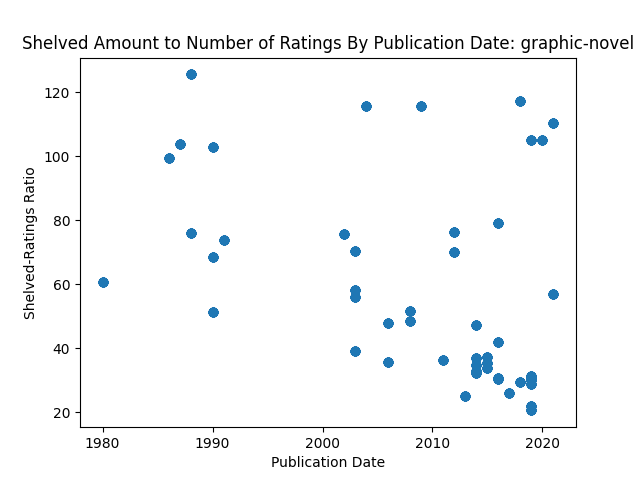 Shelved Amount to Number of Ratings By Publication Date: graphic-novel
Shelved-Ratings Ratio
120
100
80
60
40
20
1980 1990 2000 2010 2020
Publication Date